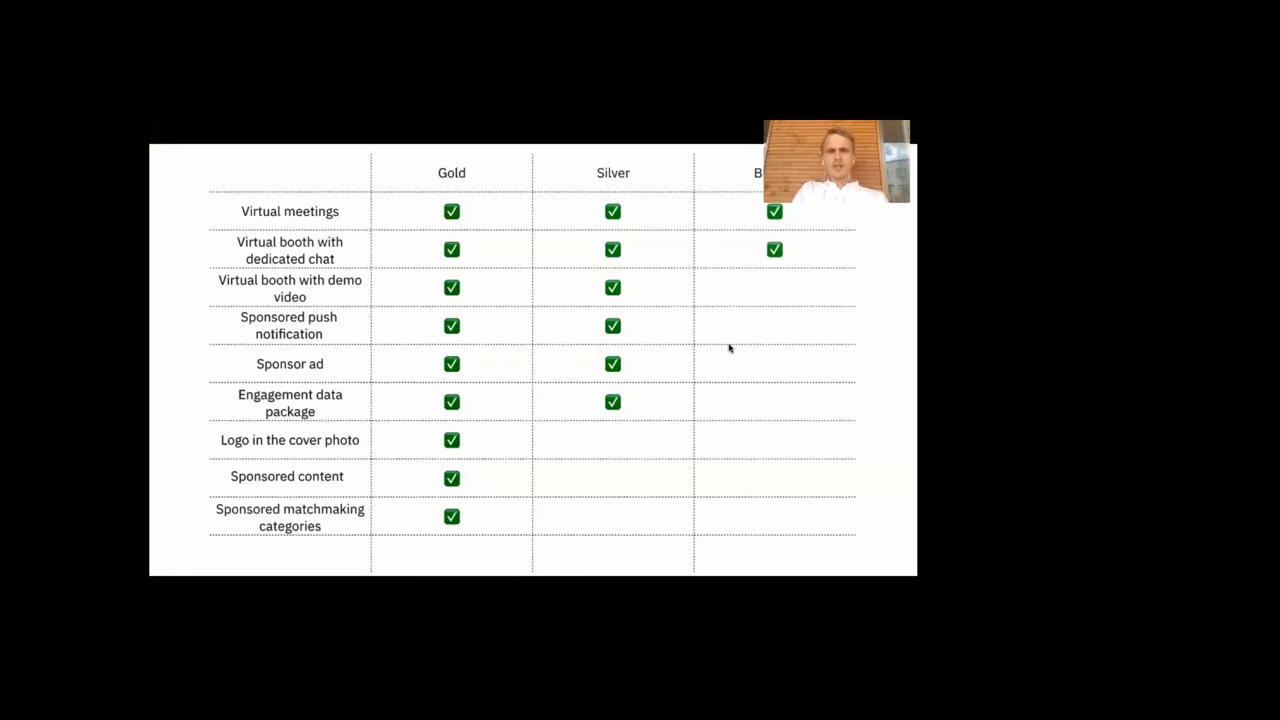 Gold Silver B
Virtual meetings ✅ ✅ ✅
Virtual booth with
dedicated chat ✅ ✅ ✅
Virtual booth with demo
video ✅ ✅
Sponsored push
notification ✅ ✅
Sponsor ad ✅ ✅
Engagement data
package ✅ ✅
Logo in the cover photo ✅
Sponsored content ✅
Sponsored matchmaking
categories ✅